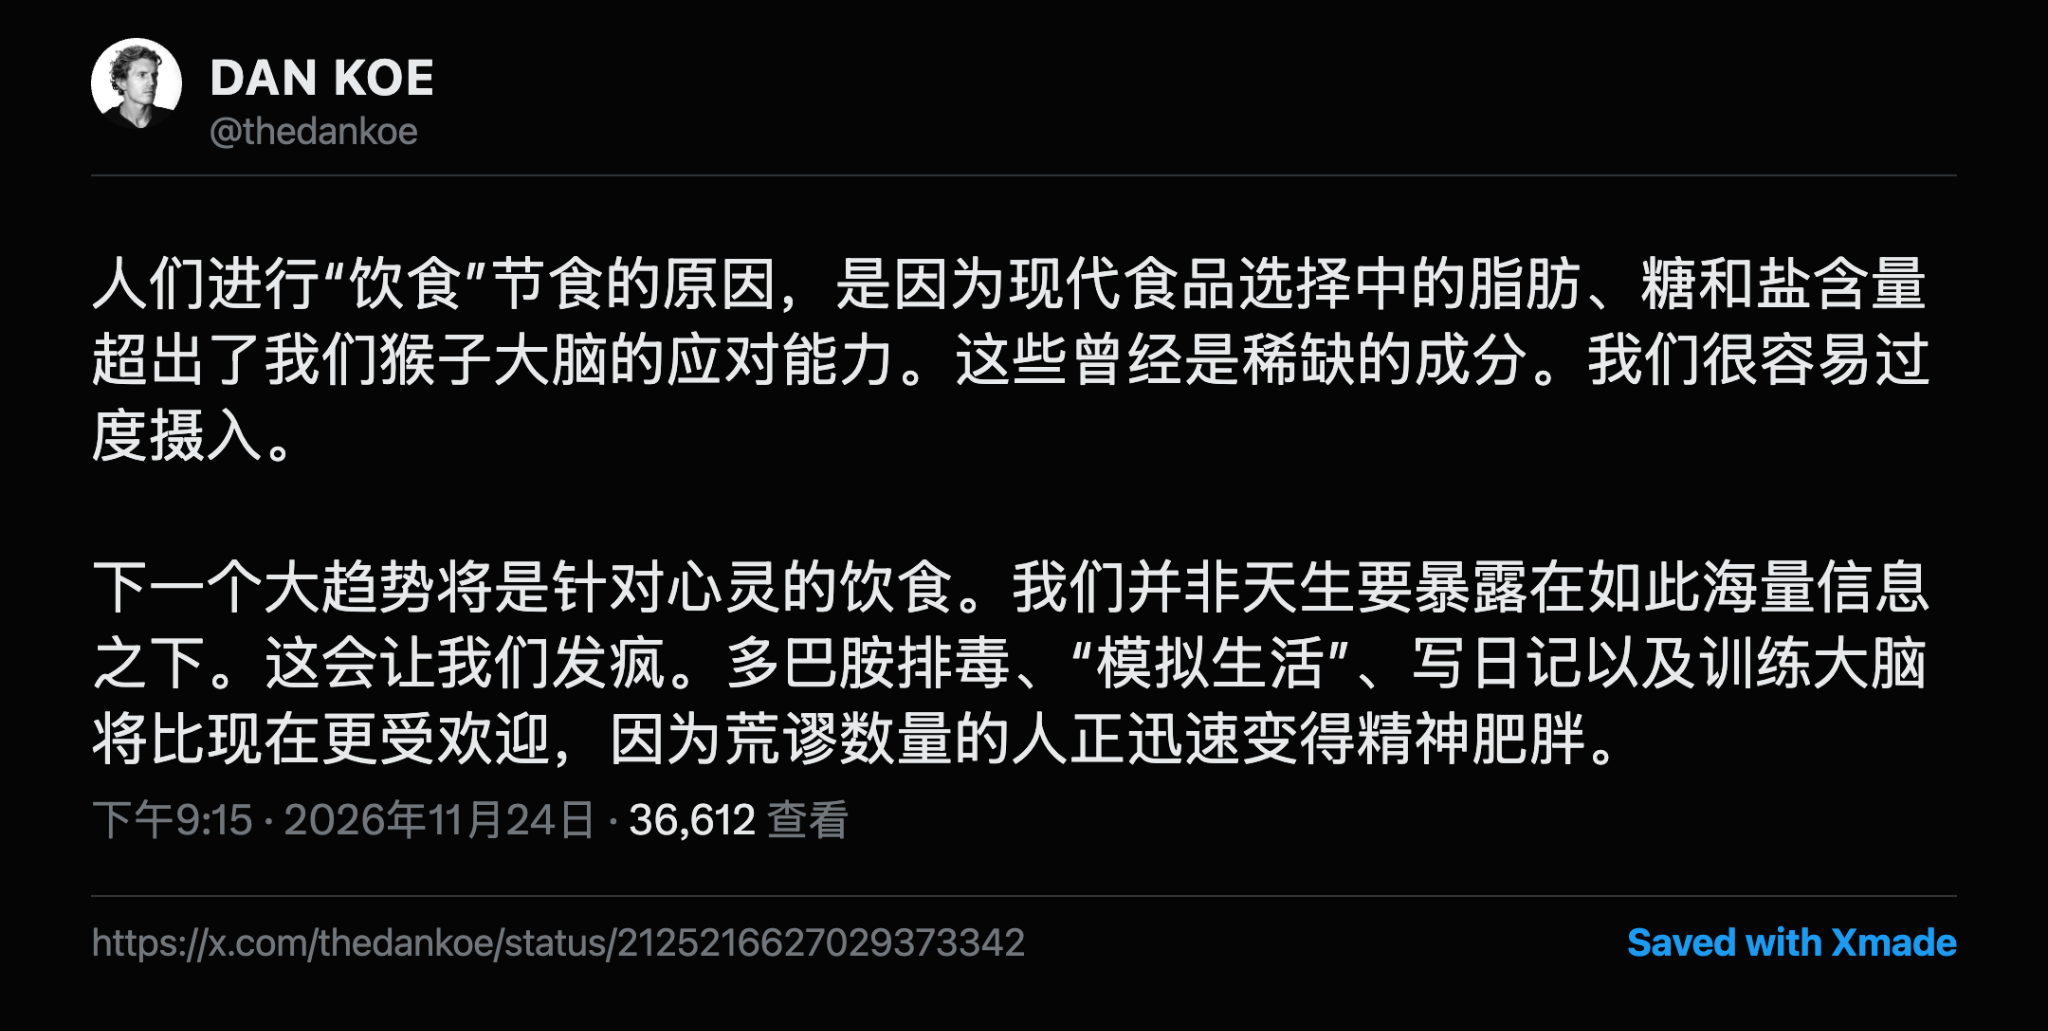 DAN KOE
@thedankoe
人们进行“饮食”节食的原因，是因为现代食品选择中的脂肪、糖和盐含量
超出了我们猴子大脑的应对能力。这些曾经是稀缺的成分。我们很容易过
度摄入。
下一个大趋势将是针对心灵的饮食。我们并非天生要暴露在如此海量信息
之下。这会让我们发疯。多巴胺排毒、“模拟生活”、写日记以及训练大脑
将比现在更受欢迎，因为荒谬数量的人正迅速变得精神肥胖。
下午9:15 · 2026年11月24日 · 36,612 查看
https://x.com/thedankoe/status/2125216627029373342
Saved with Xmade